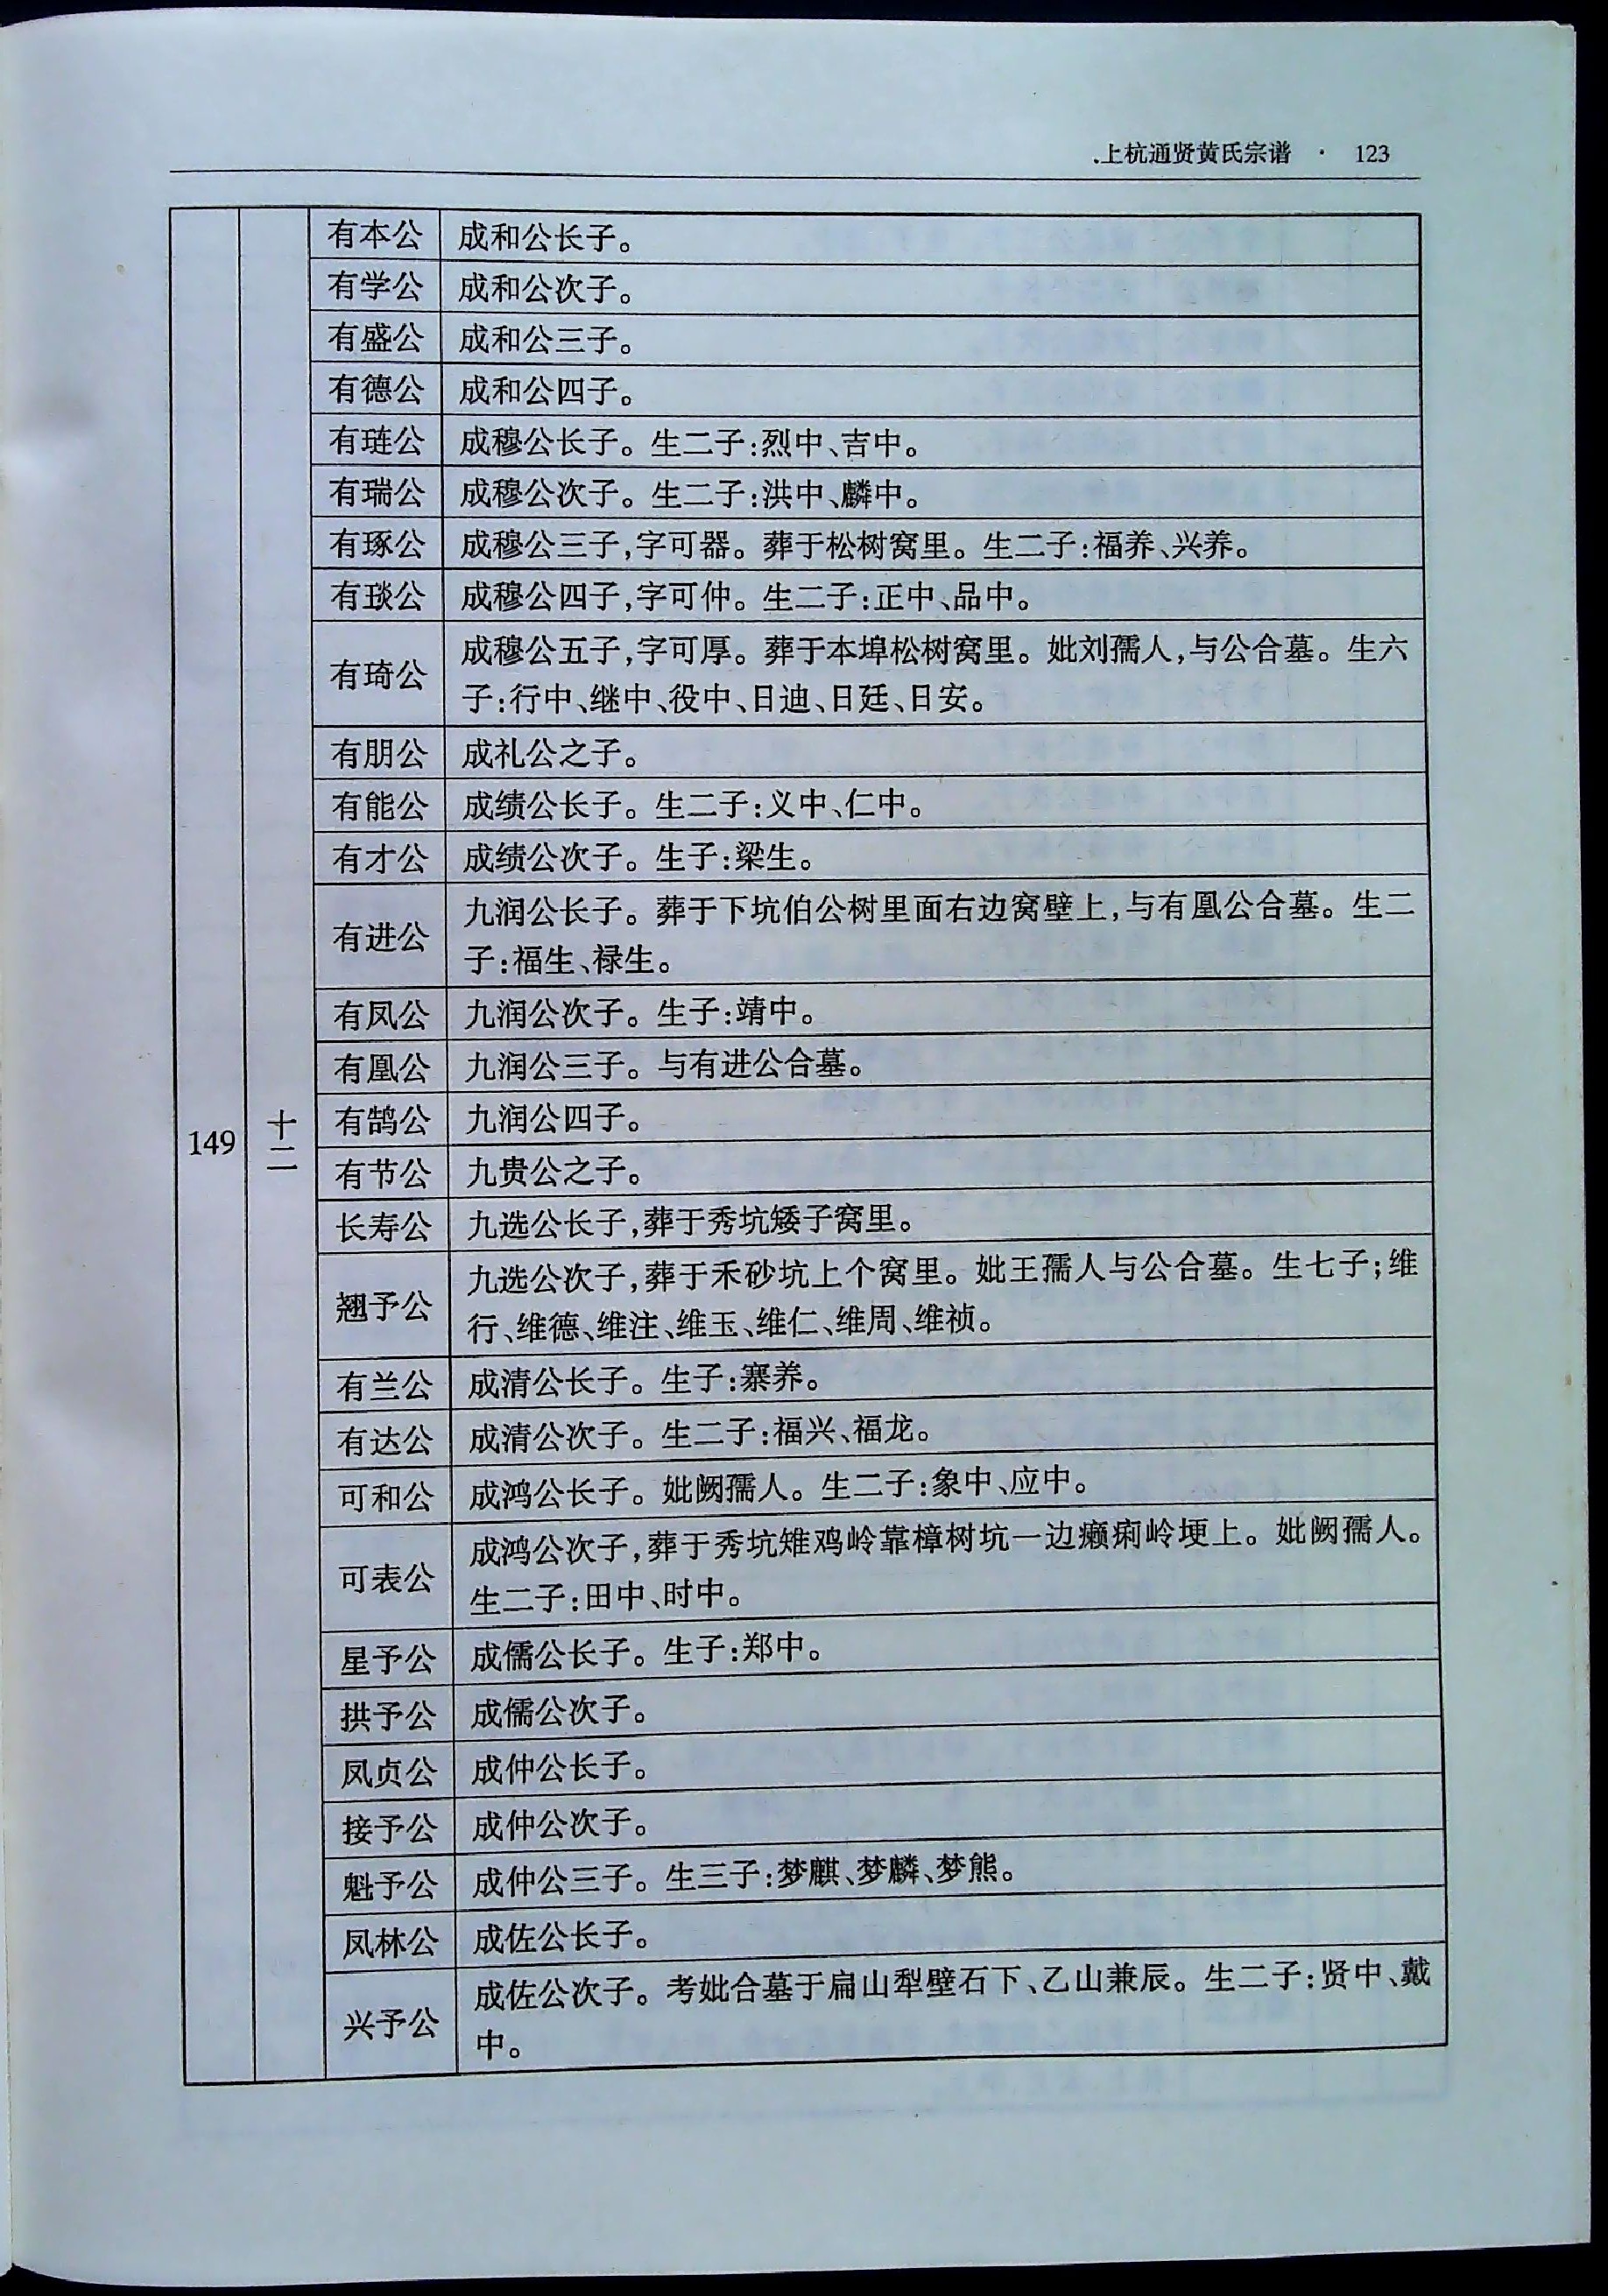 .上杭通贤黄氏宗谱 · 123
149
十二
有本公 成和公长子。
有学公 成和公次子。
有盛公 成和公三子。
有德公 成和公四子。
有琏公 成穆公长子。生二子:烈中、吉中。
有瑞公 成穆公次子。生二子:洪中、麟中。
有琢公 成穆公三子,字可器。葬于松树窝里。生二子:福养、兴养。
有琰公 成穆公四子,字可仲。生二子:正中、品中。
有琦公 成穆公五子,字可厚。葬于本埠松树窝里。妣刘孺人,与公合墓。生六
子:行中、继中、役中、日迪、日廷、日安。
有朋公 成礼公之子。
有能公 成绩公长子。生二子:义中、仁中。
有才公 成绩公次子。生子:梁生。
有进公 九润公长子。葬于下坑伯公树里面右边窝壁上,与有凰公合墓。生二
子:福生、禄生。
有凤公 九润公次子。生子:靖中。
有凰公 九润公三子。与有进公合墓。
有鹄公 九润公四子。
有节公 九贵公之子。
长寿公 九选公长子,葬于秀坑矮子窝里。
翘予公 九选公次子,葬于禾砂坑上个窝里。妣王孺人与公合墓。生七子;维
行、维德、维注、维玉、维仁、维周、维祯。
有兰公 成清公长子。生子:寨养。
有达公 成清公次子。生二子:福兴、福龙。
可和公 成鸿公长子。妣阙孺人。生二子:象中、应中。
可表公 成鸿公次子,葬于秀坑雉鸡岭靠樟树坑一边癞痢岭埂上。妣阙孺人。
生二子:田中、时中。
星予公 成儒公长子。生子:郑中。
拱予公 成儒公次子。
凤贞公 成仲公长子。
接予公 成仲公次子。
魁予公 成仲公三子。生三子:梦麒、梦麟、梦熊。
凤林公 成佐公长子。
兴予公 成佐公次子。考妣合墓于扁山犁壁石下、乙山兼辰。生二子:贤中、戴
中。